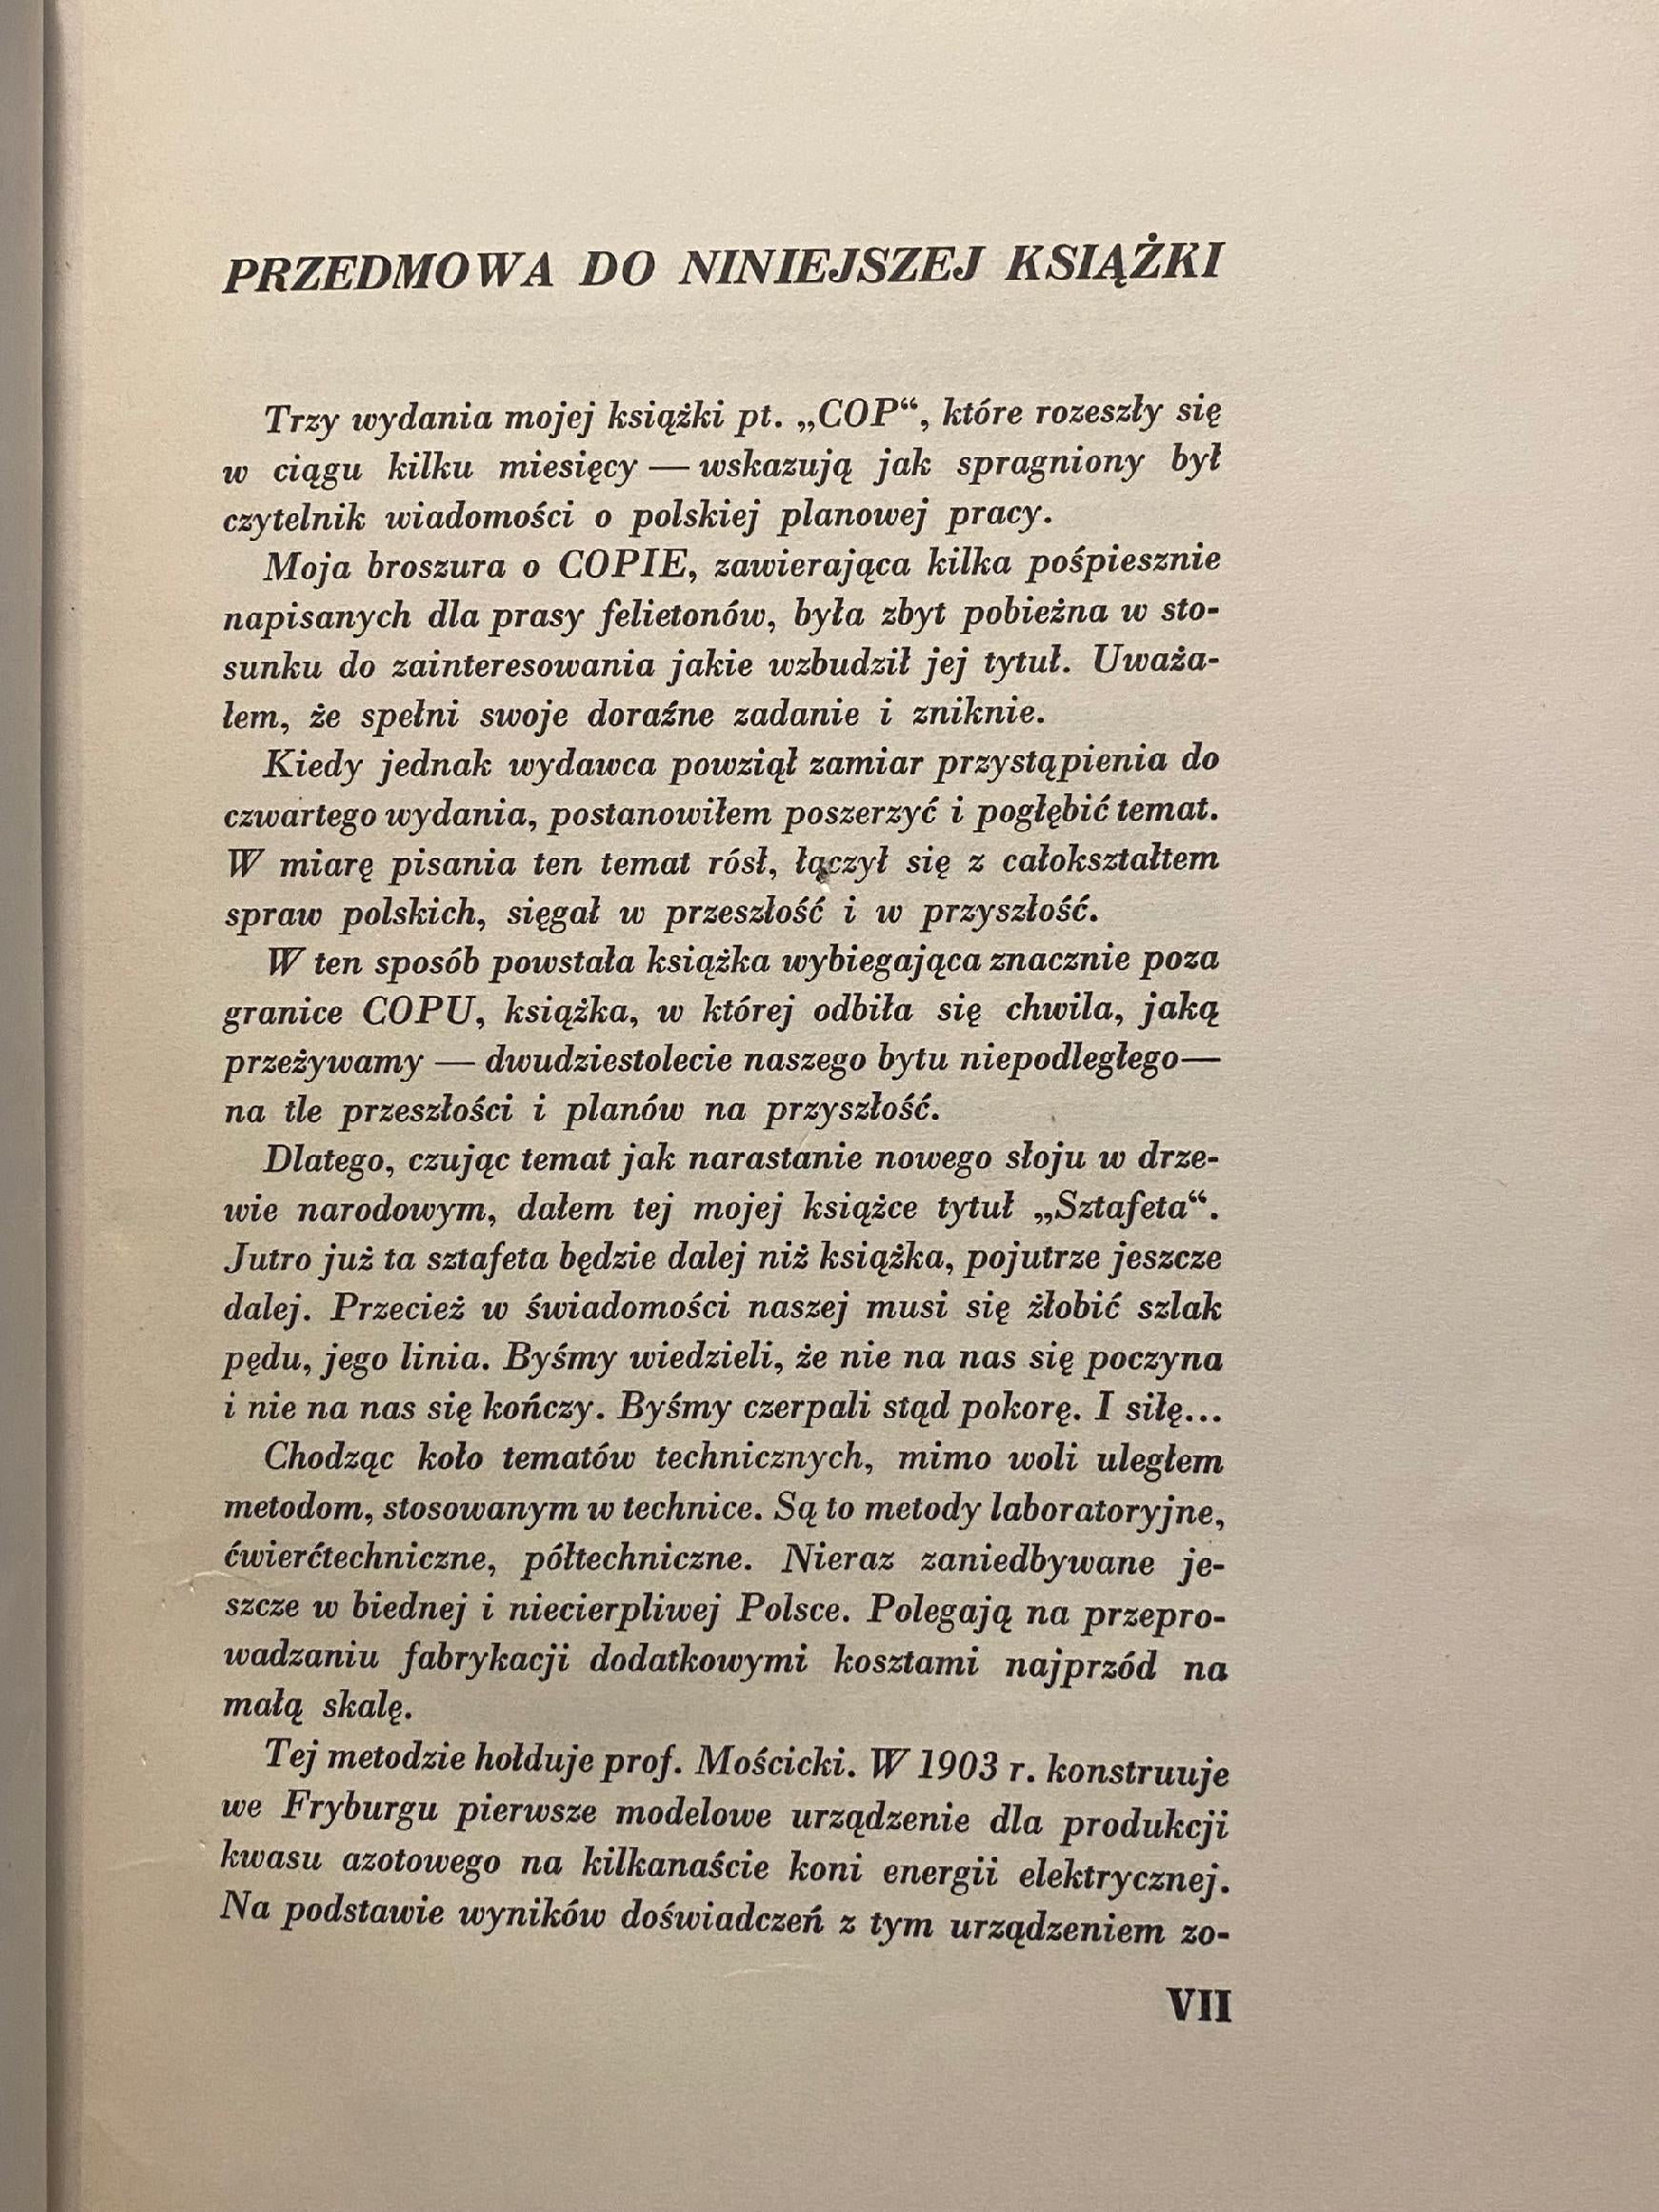 PRZEDMOWA DO NINIEJSZEJ KSIĄŻKI
Trzy wydania mojej książki pt. „COP“, które rozeszły się
w ciągu kilku miesięcy — wskazują jak spragniony był
czytelnik wiadomości o polskiej planowej pracy.
Moja broszura o COPIE, zawierająca kilka pośpiesznie
napisanych dla prasy felietonów, była zbyt pobieżna w sto-
sunku do zainteresowania jakie wzbudził jej tytuł. Uważa-
łem, że spełni swoje doraźne zadanie i zniknie.
Kiedy jednak wydawca powziął zamiar przystąpienia do
czwartego wydania, postanowiłem poszerzyć i pogłębić temat.
W miarę pisania ten temat rósł, łączył się z całokształtem
spraw polskich, sięgał w przeszłość i w przyszłość.
W ten sposób powstała książka wybiegająca znacznie poza
granice COPU, książka, w której odbiła się chwila, jaką
przeżywamy — dwudziestolecie naszego bytu niepodległego—
na tle przeszłości i planów na przyszłość.
Dlatego, czując temat jak narastanie nowego słoju w drze-
wie narodowym, dałem tej mojej książce tytuł „Sztafeta“.
Jutro już ta sztafeta będzie dalej niż książka, pojutrze jeszcze
dalej. Przecież w świadomości naszej musi się żłobić szlak
pędu, jego linia. Byśmy wiedzieli, że nie na nas się poczyna
i nie na nas się kończy. Byśmy czerpali stąd pokorę. I siłę...
Chodząc koło tematów technicznych, mimo woli uległem
metodom, stosowanym w technice. Są to metody laboratoryjne,
ćwierćtechniczne, półtechniczne. Nieraz zaniedbywane je-
szcze w biednej i niecierpliwej Polsce. Polegają na przepro-
wadzaniu fabrykacji dodatkowymi kosztami najprzód na
małą skalę.
Tej metodzie hołduje prof. Mościcki. W 1903 r. konstruuje
we Fryburgu pierwsze modelowe urządzenie dla produkcji
kwasu azotowego na kilkanaście koni energii elektrycznej.
Na podstawie wyników doświadczeń z tym urządzeniem zo-
VII